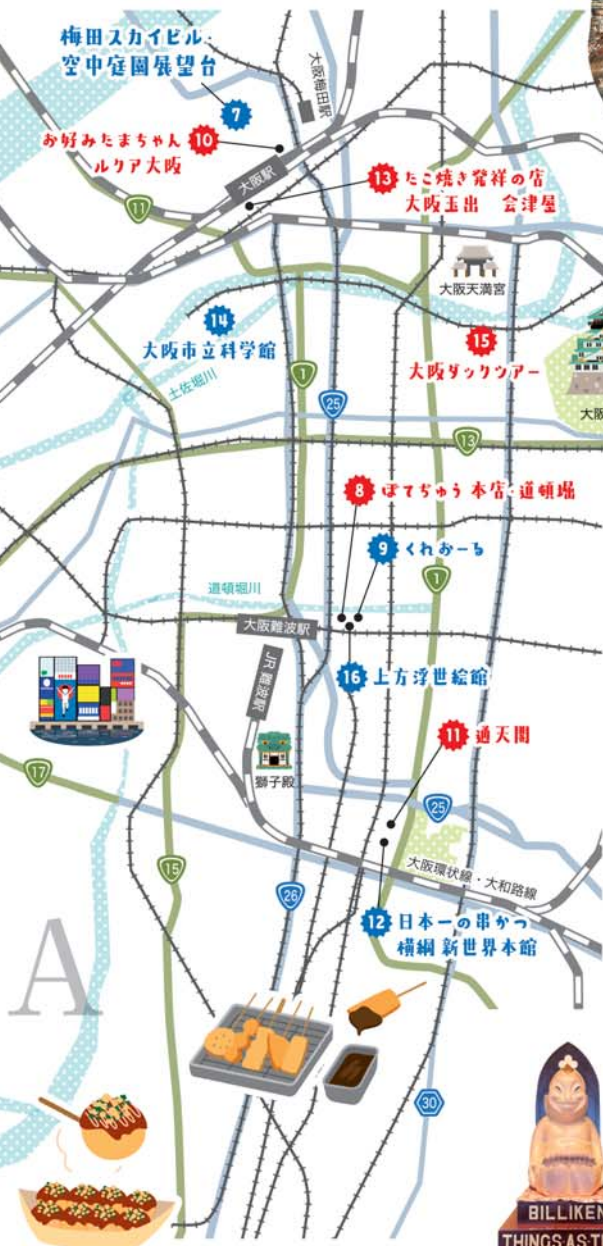 梅田スカイビル・
空中庭園展望台
7
大阪梅田駅
お好みたまちゃん 10
ルクア大阪
大阪駅
13 たこ焼き発祥の店
大阪玉出 会津屋
11
大阪天満宮
14
大阪市立科学館
15
大阪ダックツアー
土佐堀川
1
25
大阪
13
8 ぼてぢゅう 本店・道頓堀
9 くれおーる
1
道頓堀川
大阪難波駅
JR 難波駅
16 上方浮世絵館
11 通天閣
獅子殿
17
25
15
大阪環状線・大和路線
26
12 日本一の串かつ
横綱 新世界本館
A
30
BILLIKEN
THINGS·AS·T